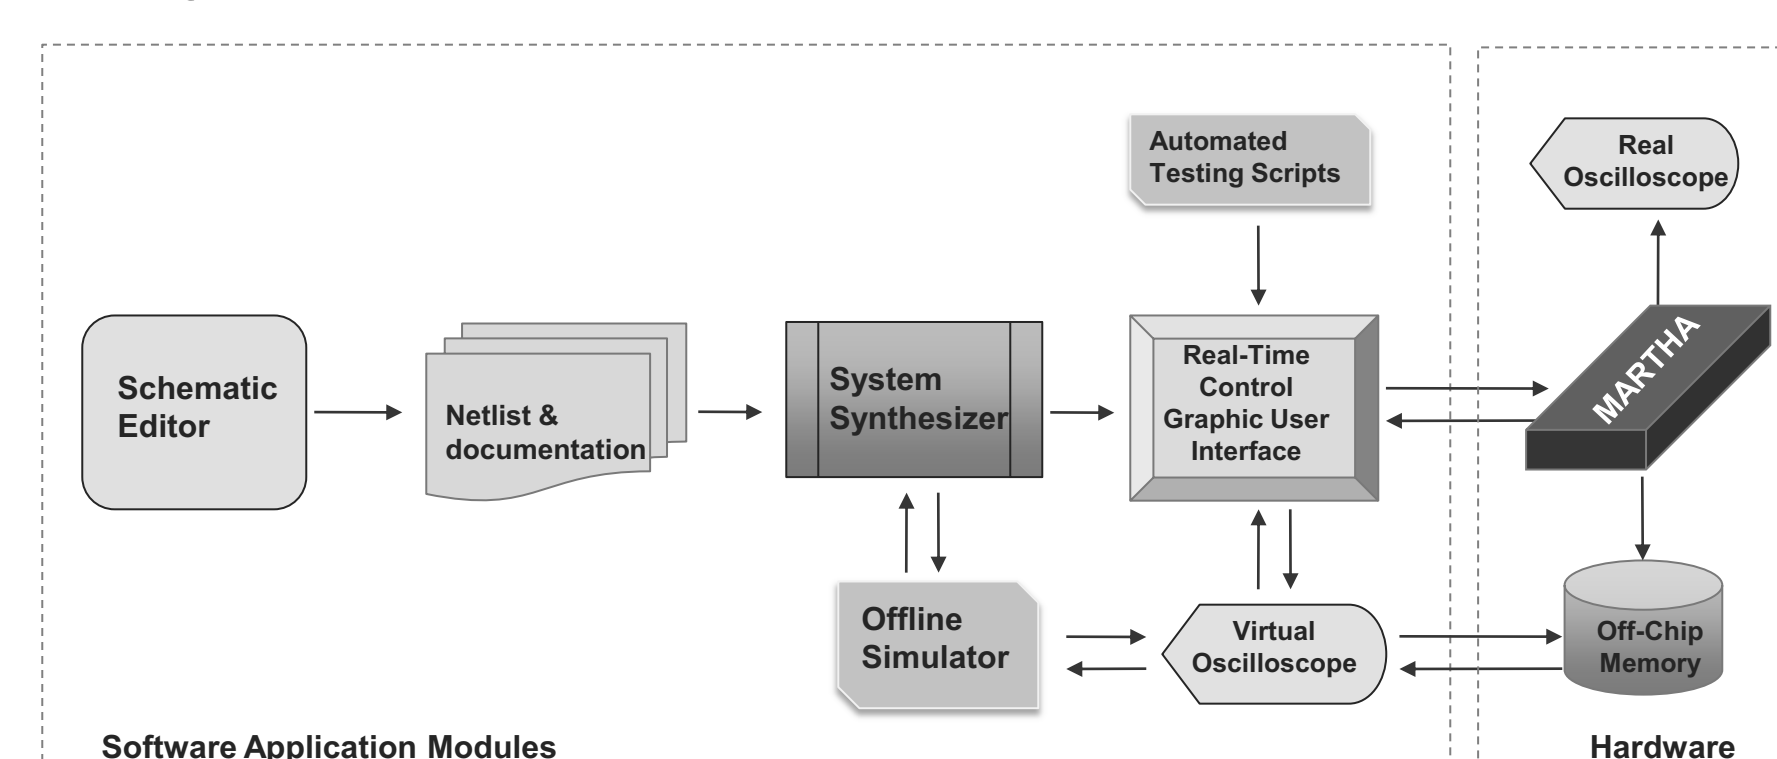 Automated
Testing Scripts
Real
Oscilloscope
Schematic
Editor
Netlist &
documentation
System
Synthesizer
Real-Time
Control
Graphic User
Interface
MARTHA
Offline
Simulator
Virtual
Oscilloscope
Off-Chip
Memory
Software Application Modules
Hardware